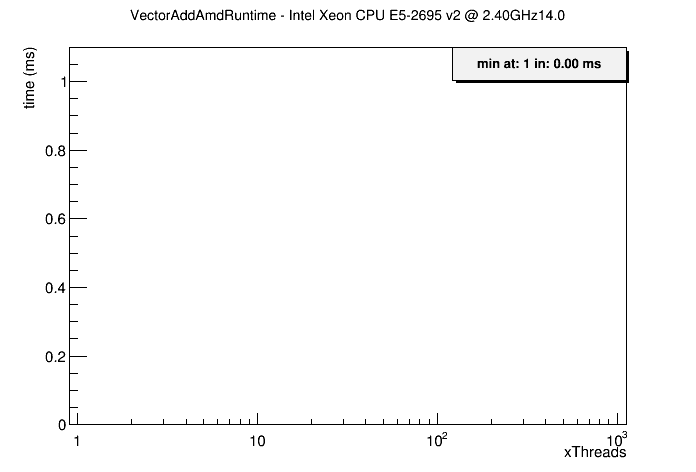 VectorAddAmdRuntime - Intel Xeon CPU E5-2695 v2 @ 2.40GHz14.0
min at: 1 in: 0.00 ms
time (ms)
1
0.8
0.6
0.4
0.2
0
1 10 10² 10³
xThreads